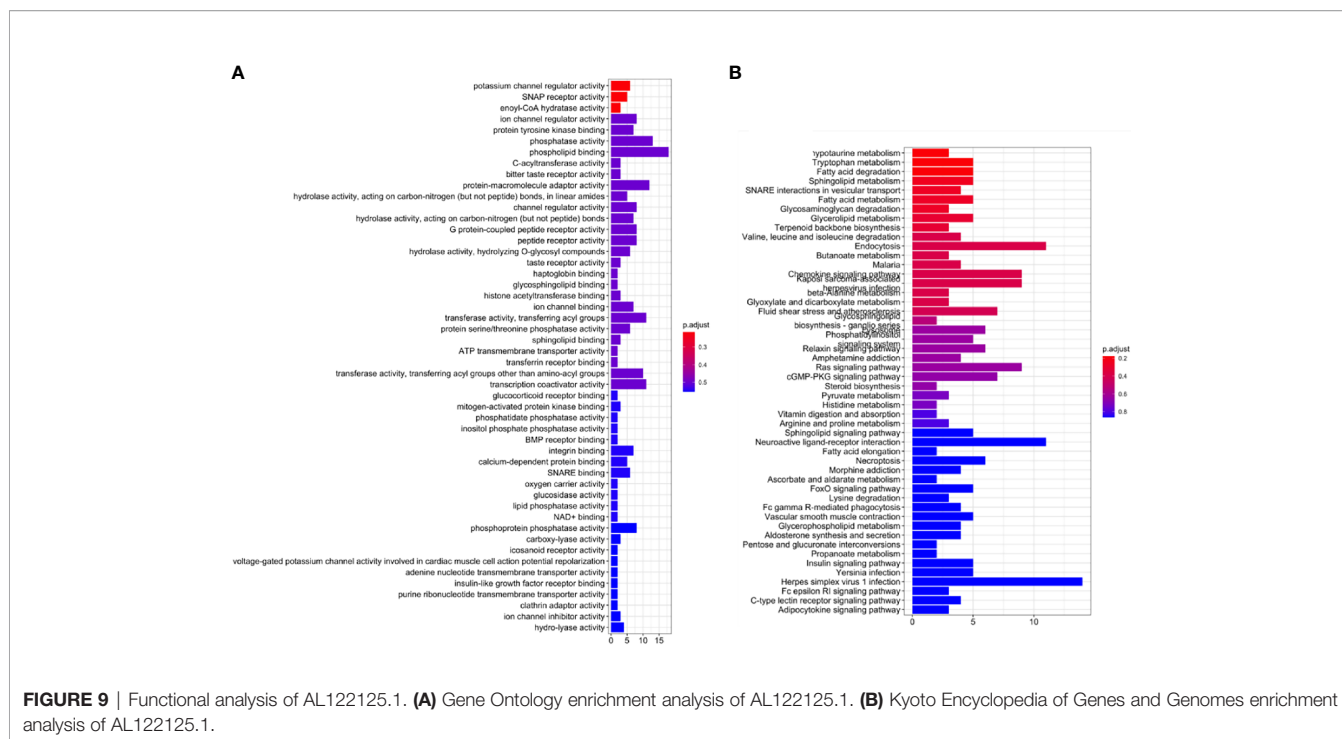 A
potassium channel regulator activity
SNAP receptor activity
enoyl-CoA hydratase activity
ion channel regulator activity
protein tyrosine kinase binding
phosphatase activity
phospholipid binding
C-acyltransferase activity
bitter taste receptor activity
protein-macromolecule adaptor activity
hydrolase activity, acting on carbon-nitrogen (but not peptide) bonds, in linear amides
channel regulator activity
hydrolase activity, acting on carbon-nitrogen (but not peptide) bonds
G protein-coupled peptide receptor activity
peptide receptor activity
hydrolase activity, hydrolyzing O-glycosyl compounds
taste receptor activity
haptoglobin binding
glycosphingolipid binding
histone acetyltransferase binding
ion channel binding
transferase activity, transferring acyl groups
protein serine/threonine phosphatase activity
sphingolipid binding
ATP transmembrane transporter activity
transferrin receptor binding
transferase activity, transferring acyl groups other than amino-acyl groups
transcription coactivator activity
glucocorticoid receptor binding
mitogen-activated protein kinase binding
phosphatidate phosphatase activity
inositol phosphate phosphatase activity
BMP receptor binding
integrin binding
calcium-dependent protein binding
SNARE binding
oxygen carrier activity
glucosidase activity
lipid phosphatase activity
NAD+ binding
phosphoprotein phosphatase activity
carboxy-lyase activity
icosanoid receptor activity
voltage-gated potassium channel activity involved in cardiac muscle cell action potential repolarization
adenine nucleotide transmembrane transporter activity
insulin-like growth factor receptor binding
purine ribonucleotide transmembrane transporter activity
clathrin adaptor activity
ion channel inhibitor activity
hydro-lyase activity
0 5 10 15
p.adjust
0.3
0.4
0.5
B
hypotaurine metabolism
Tryptophan metabolism
Fatty acid degradation
Sphingolipid metabolism
SNARE interactions in vesicular transport
Fatty acid metabolism
Glycosaminoglycan degradation
Glycerolipid metabolism
Terpenoid backbone biosynthesis
Valine, leucine and isoleucine degradation
Endocytosis
Butanoate metabolism
Malaria
Chemokine signaling pathway
Kaposi sarcoma-associated
herpesvirus infection
beta-Alanine metabolism
Glyoxylate and dicarboxylate metabolism
Fluid shear stress and atherosclerosis
Glycosphingolipid
biosynthesis - ganglio series
Phosphatidylinositol
signaling system
Relaxin signaling pathway
Amphetamine addiction
Ras signaling pathway
cGMP-PKG signaling pathway
Steroid biosynthesis
Pyruvate metabolism
Histidine metabolism
Vitamin digestion and absorption
Arginine and proline metabolism
Sphingolipid signaling pathway
Neuroactive ligand-receptor interaction
Fatty acid elongation
Necroptosis
Morphine addiction
Ascorbate and aldarate metabolism
FoxO signaling pathway
Lysine degradation
Fc gamma R-mediated phagocytosis
Vascular smooth muscle contraction
Glycerophospholipid metabolism
Aldosterone synthesis and secretion
Pentose and glucuronate interconversions
Propanoate metabolism
Insulin signaling pathway
Yersinia infection
Herpes simplex virus 1 infection
Fc epsilon RI signaling pathway
C-type lectin receptor signaling pathway
Adipocytokine signaling pathway
0 5 10
p.adjust
0.2
0.4
0.6
0.8
FIGURE 9 | Functional analysis of AL122125.1. (A) Gene Ontology enrichment analysis of AL122125.1. (B) Kyoto Encyclopedia of Genes and Genomes enrichment
analysis of AL122125.1.